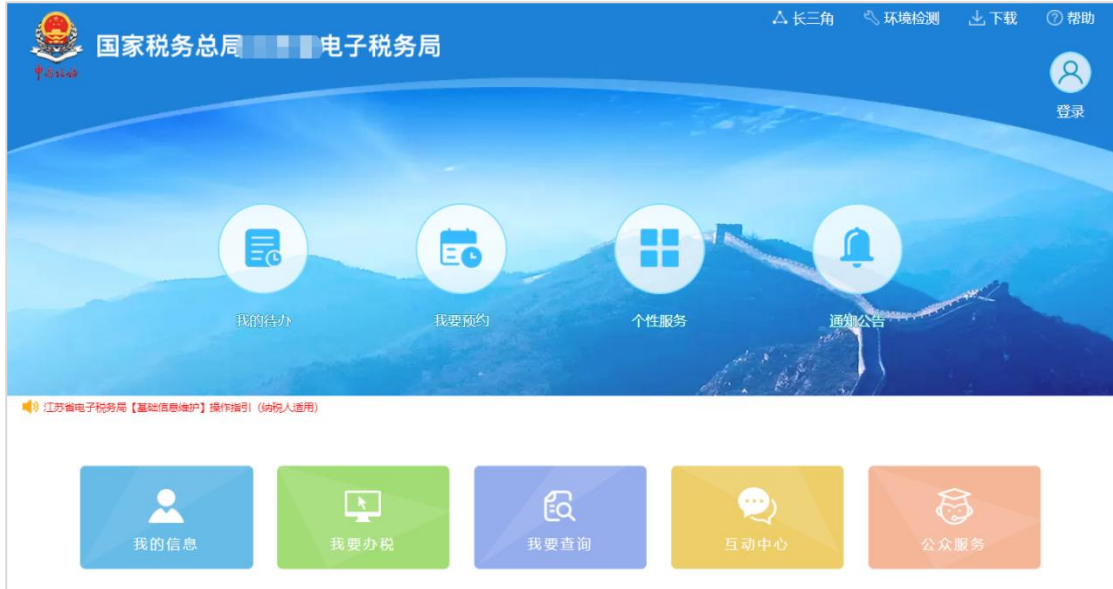 长三角 环境检测 下载 帮助
国家税务总局 电子税务局
中国税务
登录
我的待办 我要预约 个性服务 通知公告
江苏省电子税务局【基础信息维护】操作指引（纳税人适用）
我的信息 我要办税 我要查询 互动中心 公众服务